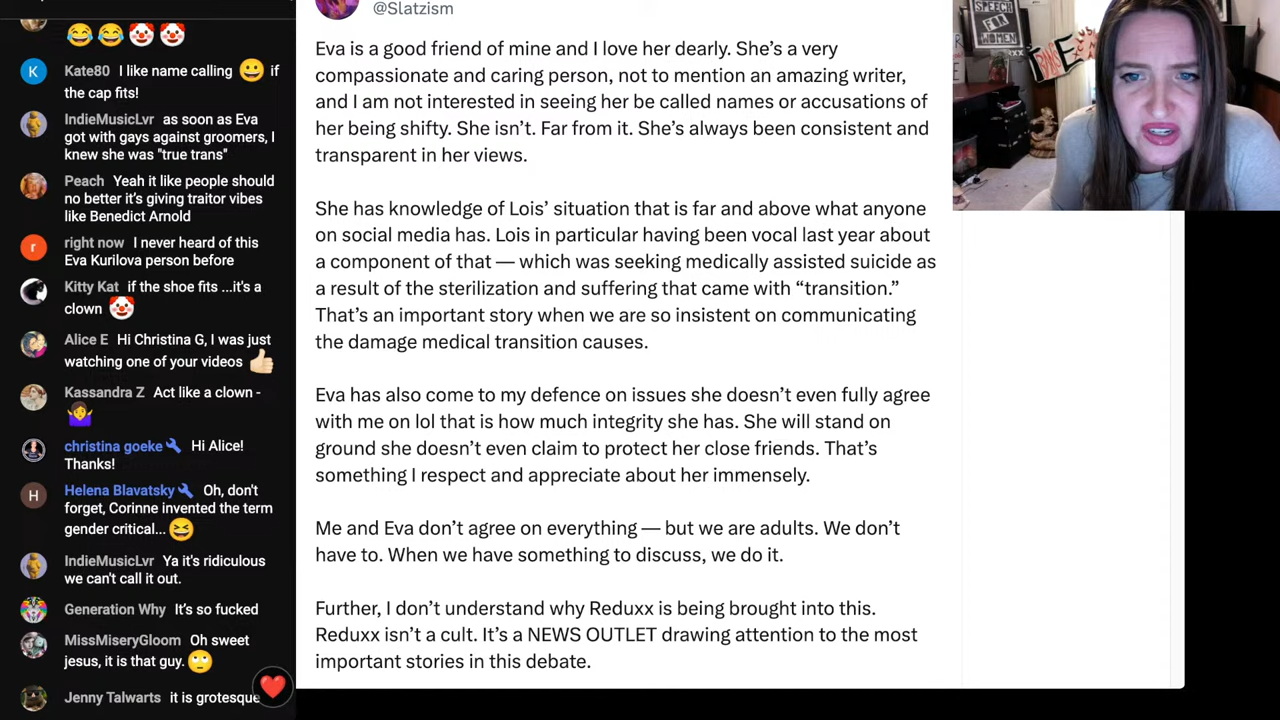 😂😂🤡🤡
K
Kate80 I like name calling 😀 if
the cap fits!
IndieMusicLvr as soon as Eva
got with gays against groomers, I
knew she was "true trans"
Peach Yeah it like people should
no better it's giving traitor vibes
like Benedict Arnold
r
right now I never heard of this
Eva Kurilova person before
Kitty Kat if the shoe fits ...it's a
clown 🤡
Alice E Hi Christina G, I was just
watching one of your videos 👍🏻
Kassandra Z Act like a clown -
🤷‍♀️
christina goeke Hi Alice!
Thanks!
H
Helena Blavatsky Oh, don't
forget, Corinne invented the term
gender critical... 😆
IndieMusicLvr Ya it's ridiculous
we can't call it out.
Generation Why It's so fucked
MissMiseryGloom Oh sweet
jesus, it is that guy. 🙄
Jenny Talwarts it is grotesque
@Slatzism
Eva is a good friend of mine and I love her dearly. She's a very
compassionate and caring person, not to mention an amazing writer,
and I am not interested in seeing her be called names or accusations of
her being shifty. She isn't. Far from it. She's always been consistent and
transparent in her views.
She has knowledge of Lois' situation that is far and above what anyone
on social media has. Lois in particular having been vocal last year about
a component of that — which was seeking medically assisted suicide as
a result of the sterilization and suffering that came with “transition.”
That's an important story when we are so insistent on communicating
the damage medical transition causes.
Eva has also come to my defence on issues she doesn't even fully agree
with me on lol that is how much integrity she has. She will stand on
ground she doesn't even claim to protect her close friends. That's
something I respect and appreciate about her immensely.
Me and Eva don't agree on everything — but we are adults. We don't
have to. When we have something to discuss, we do it.
Further, I don't understand why Reduxx is being brought into this.
Reduxx isn't a cult. It's a NEWS OUTLET drawing attention to the most
important stories in this debate.
SPEECH
FOR
WOMEN